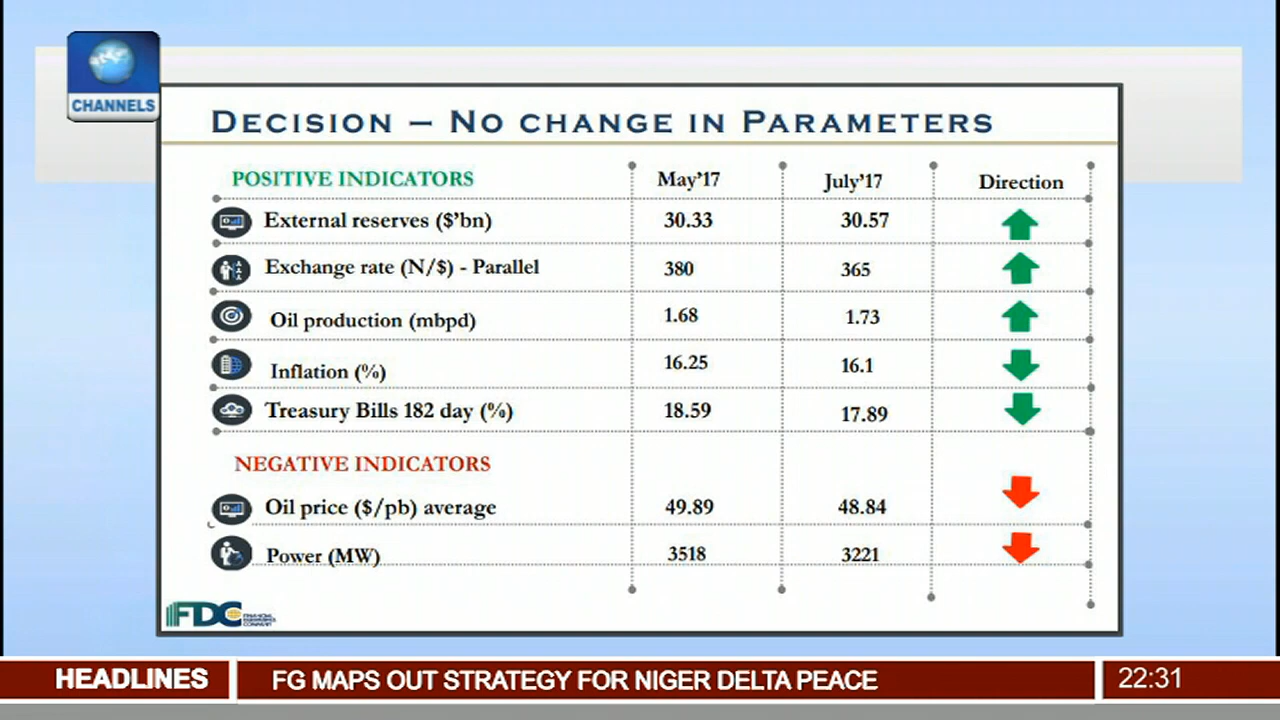 CHANNELS
DECISION – NO CHANGE IN PARAMETERS
POSITIVE INDICATORS May’17 July’17 Direction
External reserves ($’bn) 30.33 30.57
Exchange rate (N/$) - Parallel 380 365
Oil production (mbpd) 1.68 1.73
Inflation (%) 16.25 16.1
Treasury Bills 182 day (%) 18.59 17.89
NEGATIVE INDICATORS
Oil price ($/pb) average 49.89 48.84
Power (MW) 3518 3221
FDC
HEADLINES FG MAPS OUT STRATEGY FOR NIGER DELTA PEACE 22:31